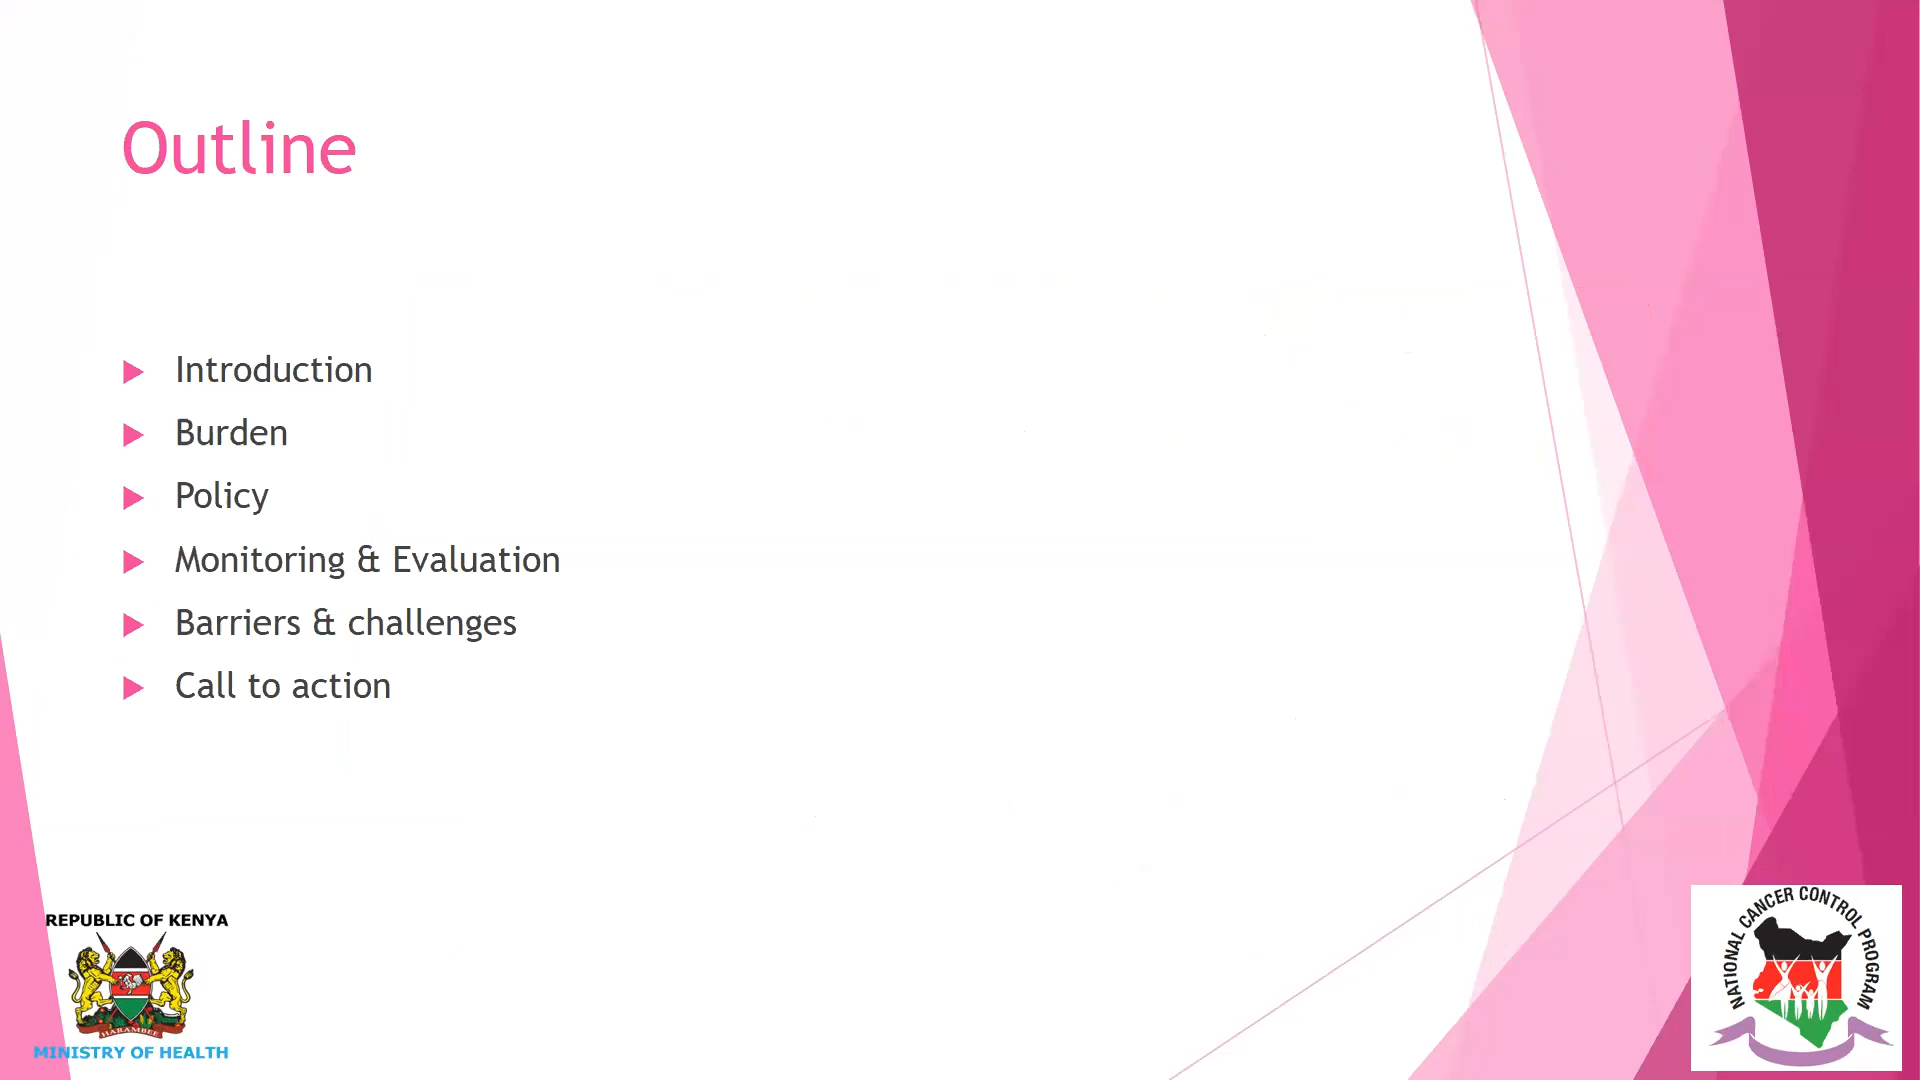 Outline
Introduction
Burden
Policy
Monitoring & Evaluation
Barriers & challenges
Call to action
REPUBLIC OF KENYA
HARAMBEE
MINISTRY OF HEALTH
NATIONAL CANCER CONTROL PROGRAM